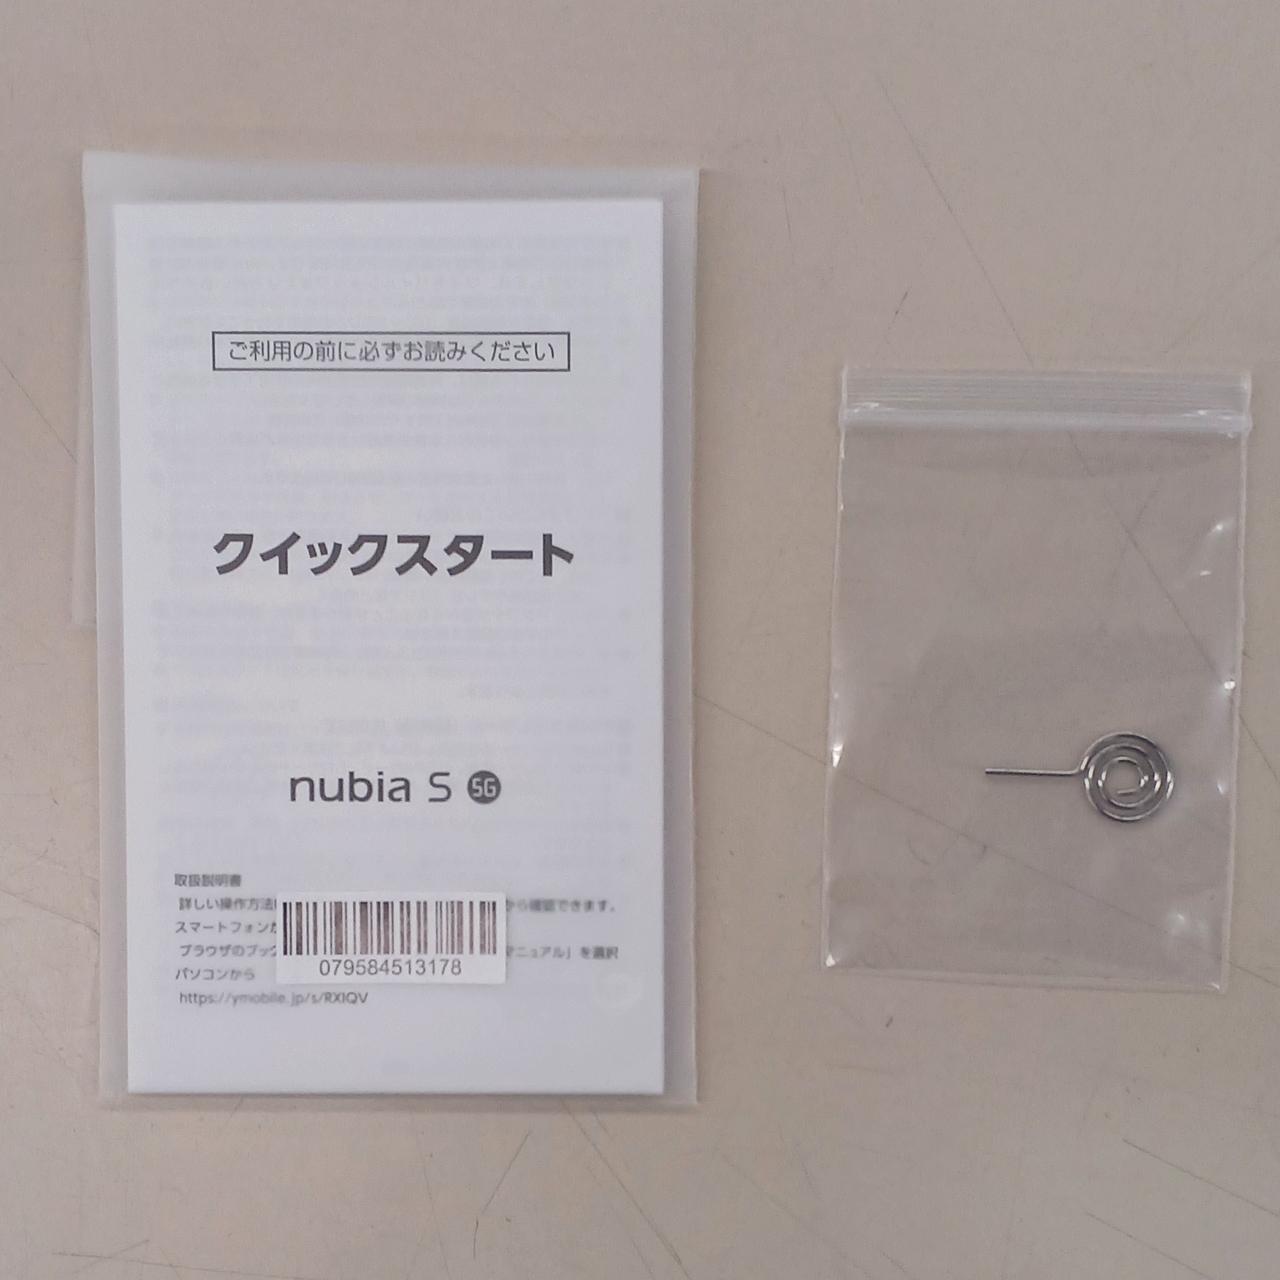 ご利用の前に必ずお読みください
クイックスタート
nubia S 5G
取扱説明書
詳しい操作方法 から確認できます。
スマートフォンか
ブラウザのブック マニュアル」を選択
パソコンから
https://ymobile.jp/s/RXIQV
079584513178